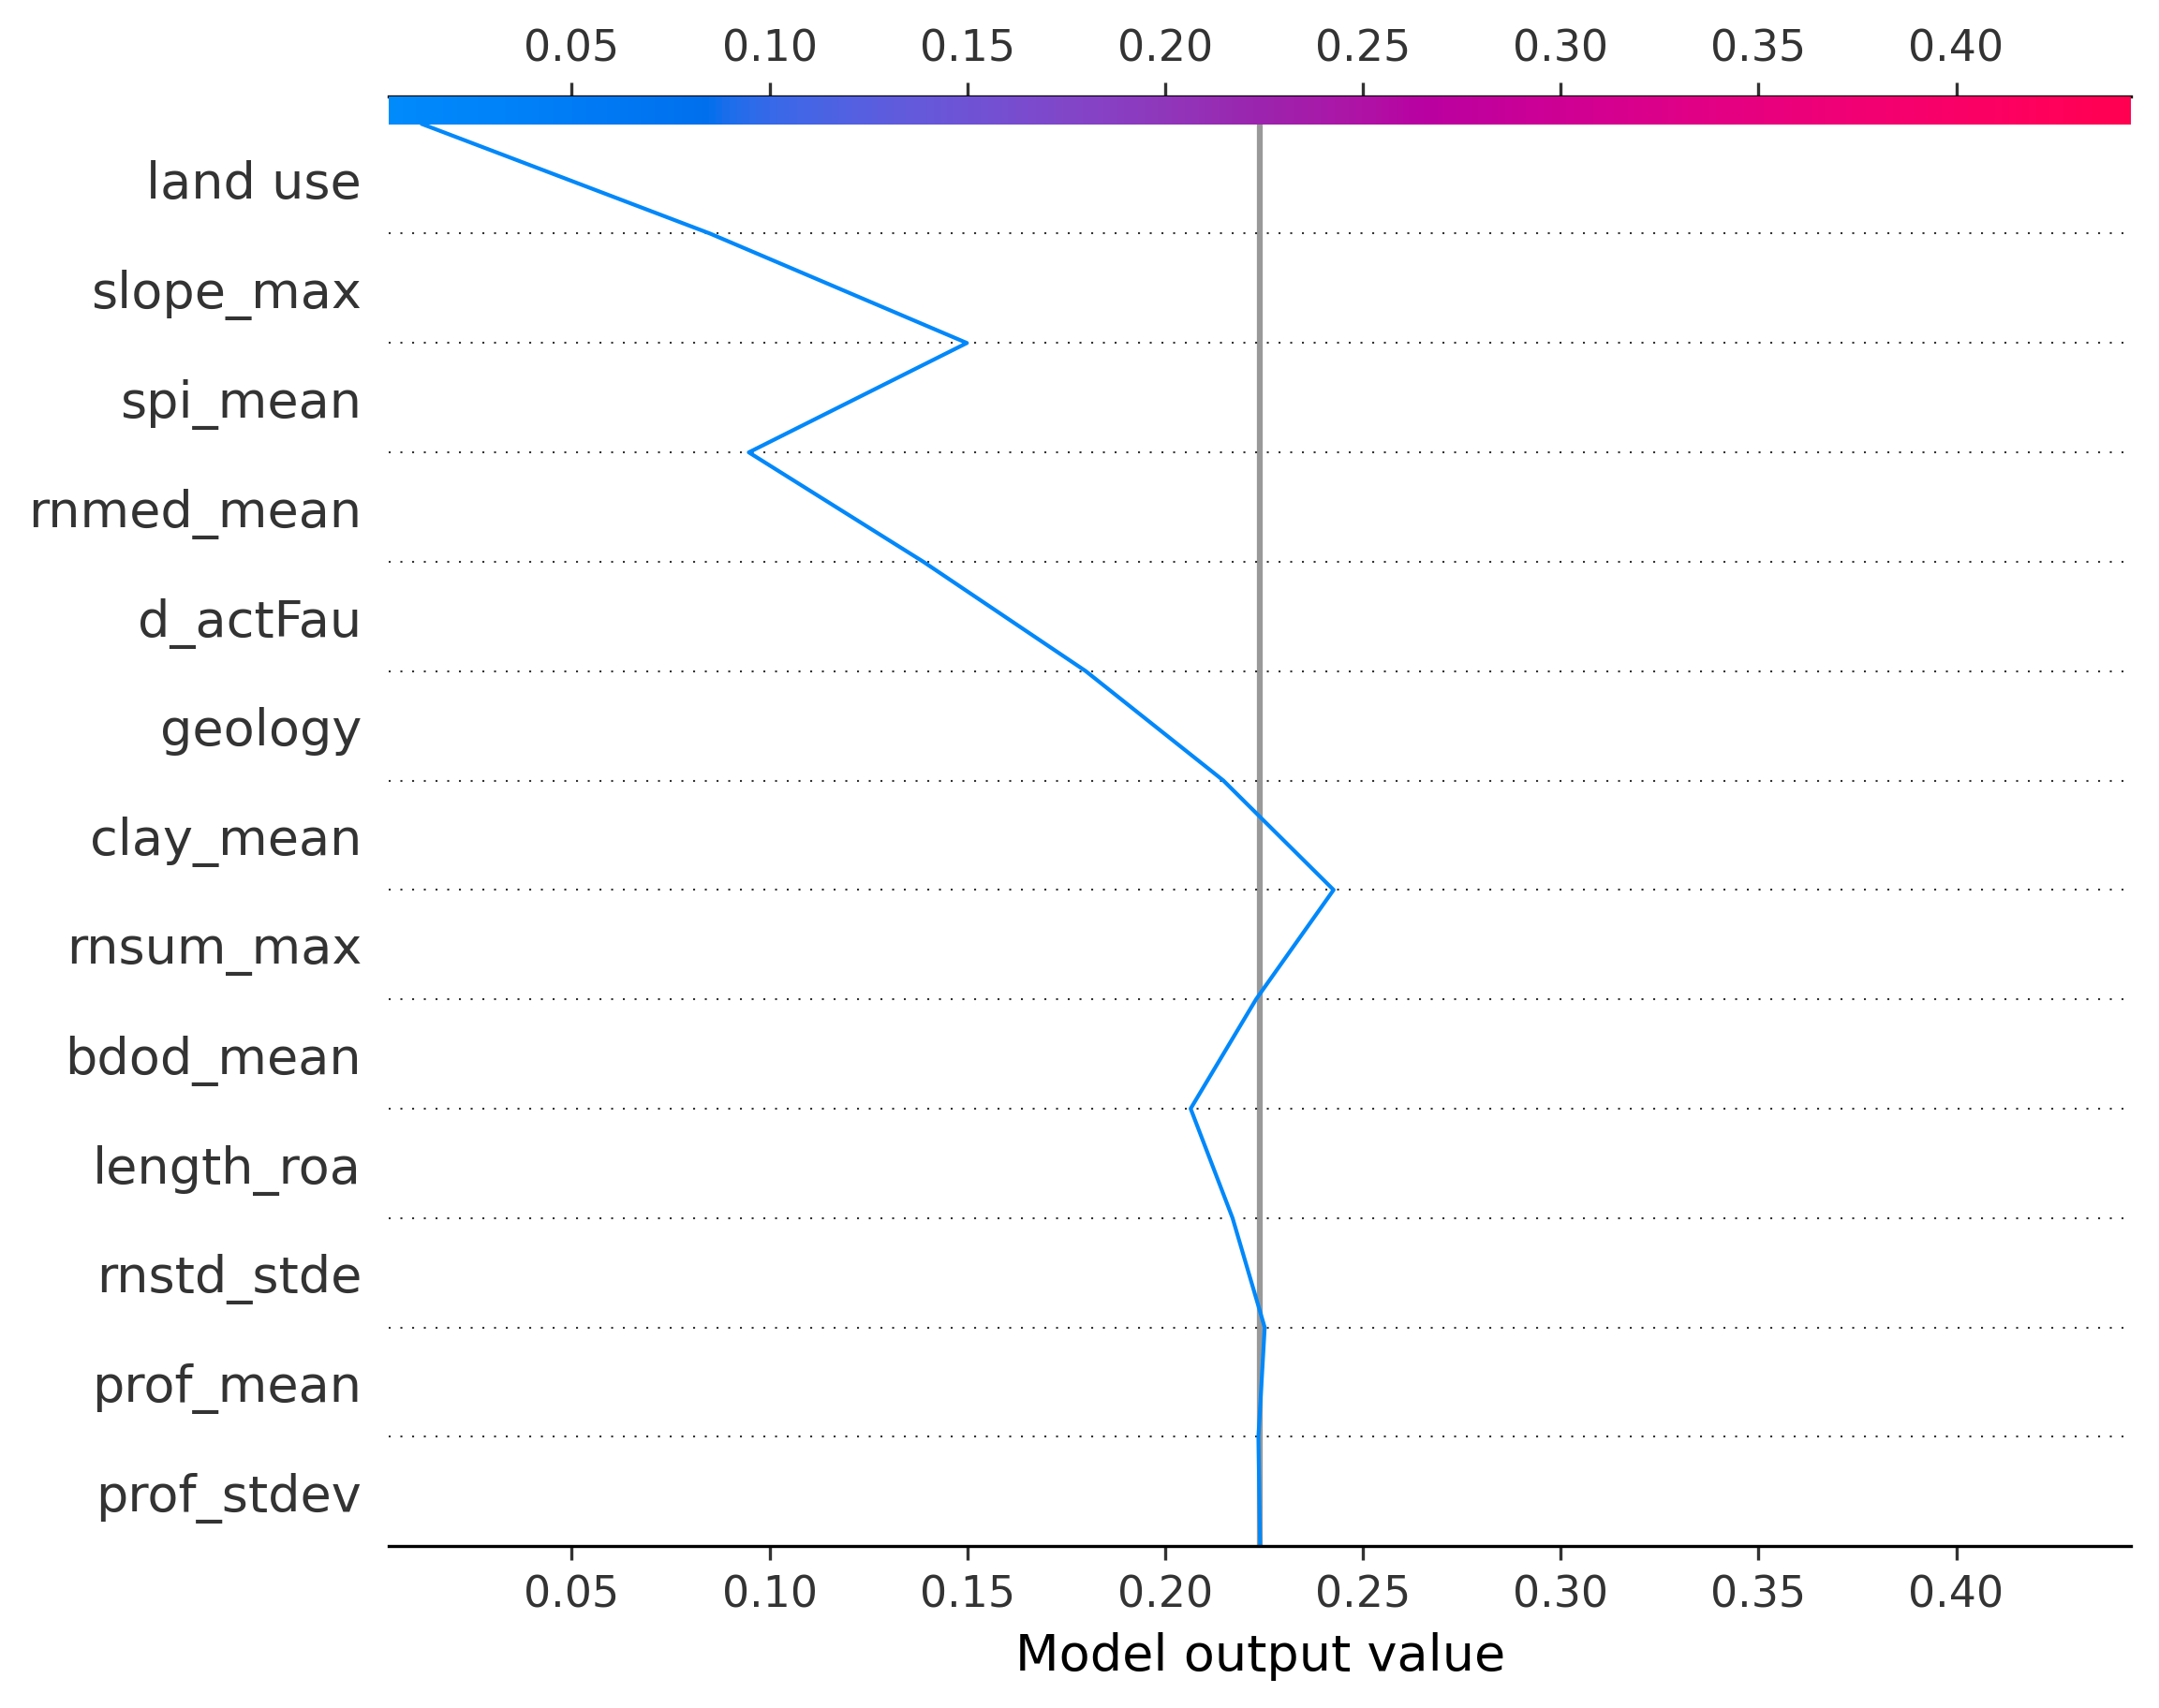 0.05 0.10 0.15 0.20 0.25 0.30 0.35 0.40
land use
slope_max
spi_mean
rnmed_mean
d_actFau
geology
clay_mean
rnsum_max
bdod_mean
length_roa
rnstd_stde
prof_mean
prof_stdev
0.05 0.10 0.15 0.20 0.25 0.30 0.35 0.40
Model output value